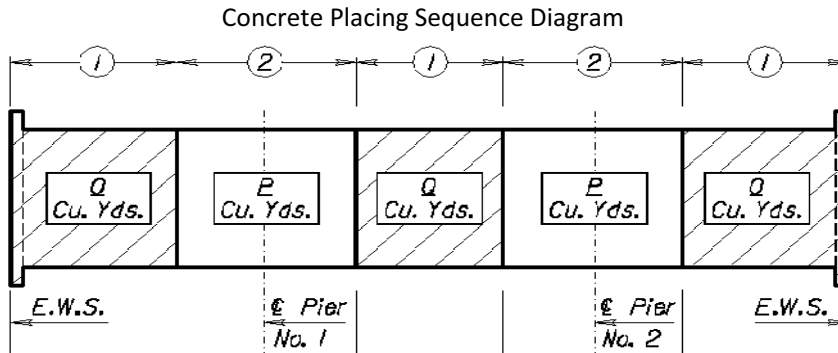 Concrete Placing Sequence Diagram
1 2 1 2 1
Q
Cu. Yds.
P
Cu. Yds.
Q
Cu. Yds.
P
Cu. Yds.
Q
Cu. Yds.
E.W.S.
℄ Pier
No. 1
℄ Pier
No. 2
E.W.S.